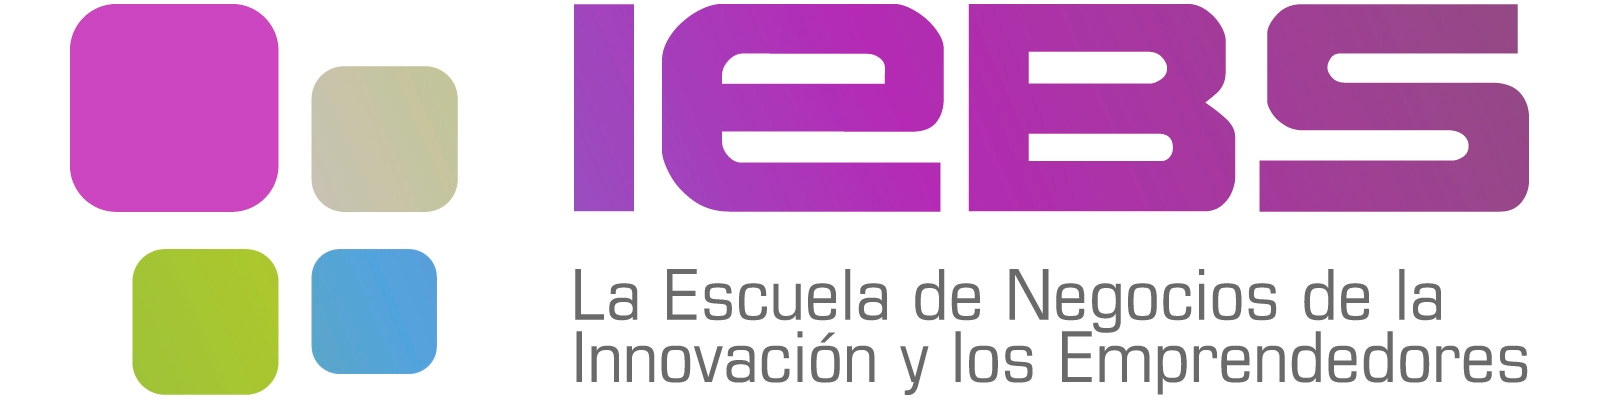 IEBS
La Escuela de Negocios de la
Innovación y los Emprendedores